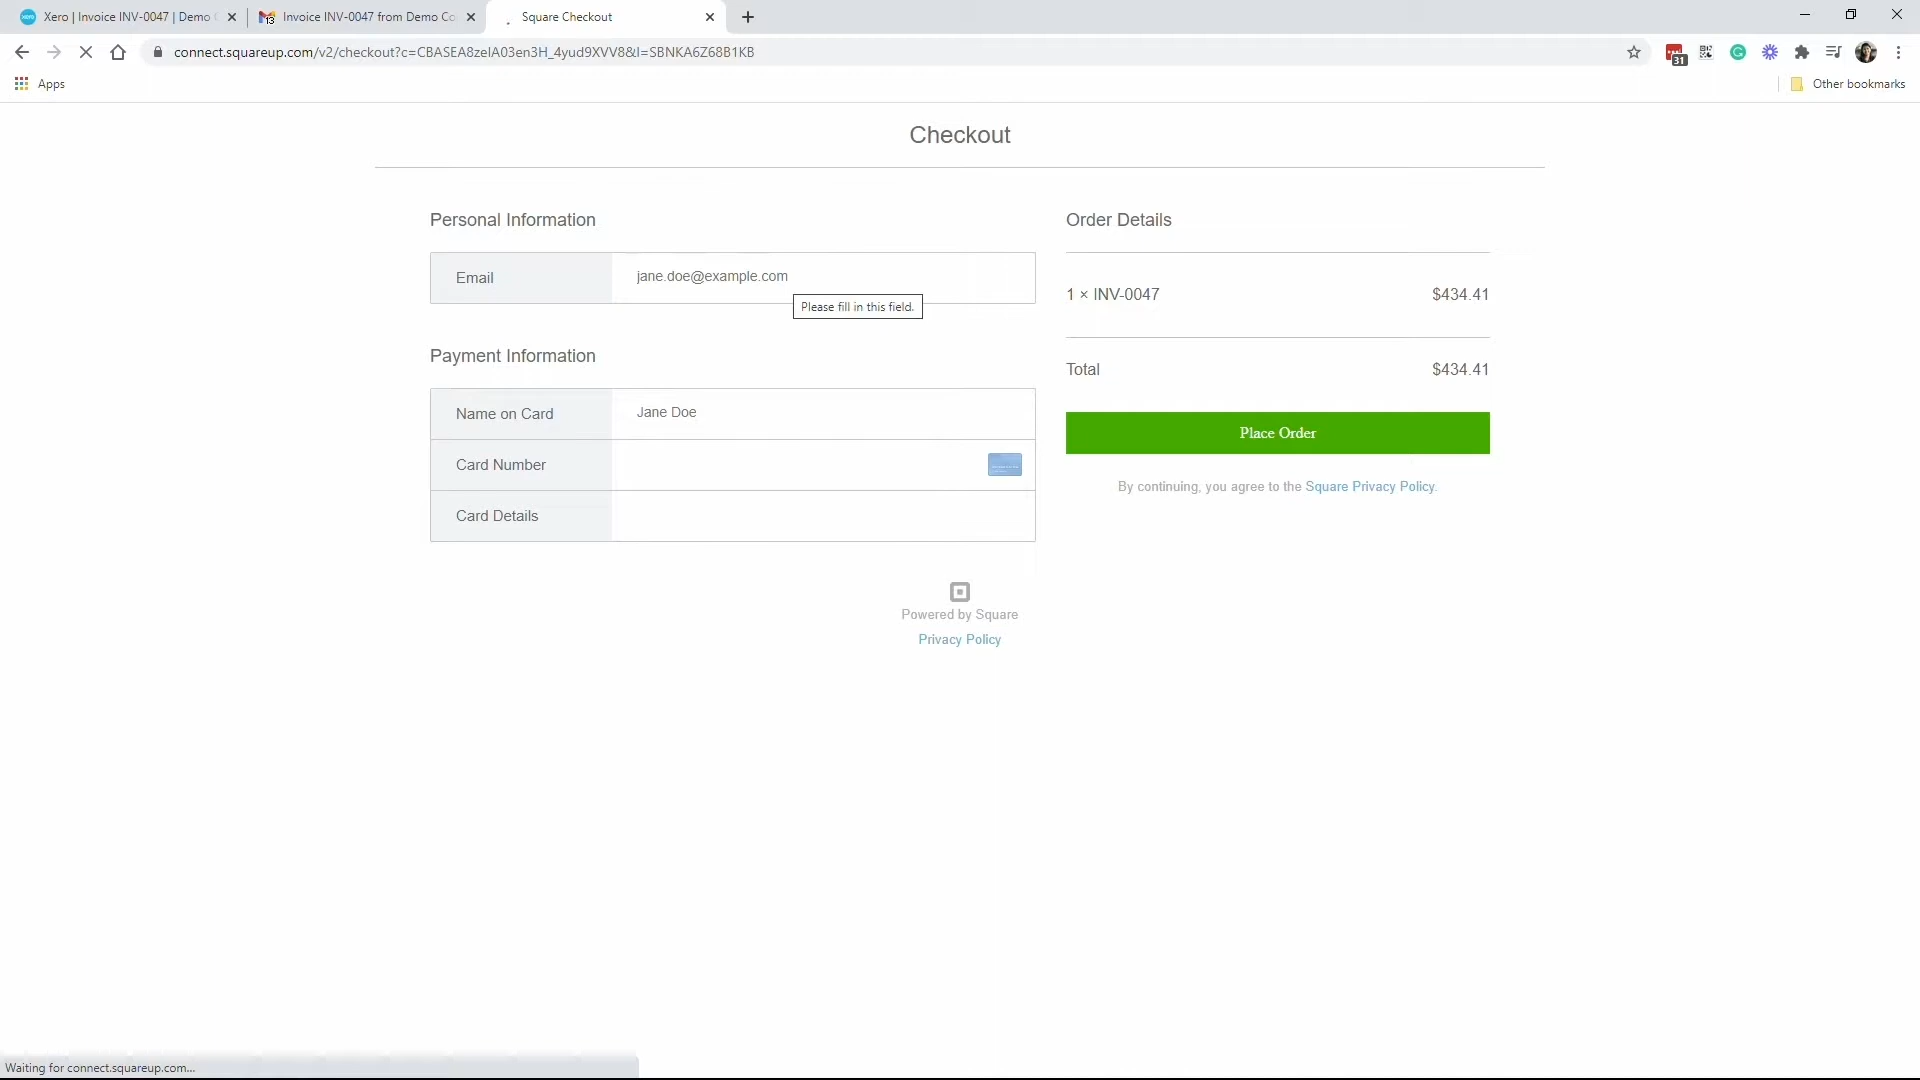 Xero | Invoice INV-0047 | Demo
Invoice INV-0047 from Demo Co
Square Checkout
connect.squareup.com/v2/checkout?c=CBASEA8zeIA03en3H_4yud9XVV8&l=SBNKA6Z68B1KB
31
Apps
Other bookmarks
Checkout
Personal Information
Email
jane.doe@example.com
Please fill in this field.
Payment Information
Name on Card
Jane Doe
Card Number
Card Details
Order Details
1 × INV-0047 $434.41
Total $434.41
Place Order
By continuing, you agree to the Square Privacy Policy.
Powered by Square
Privacy Policy
Waiting for connect.squareup.com...